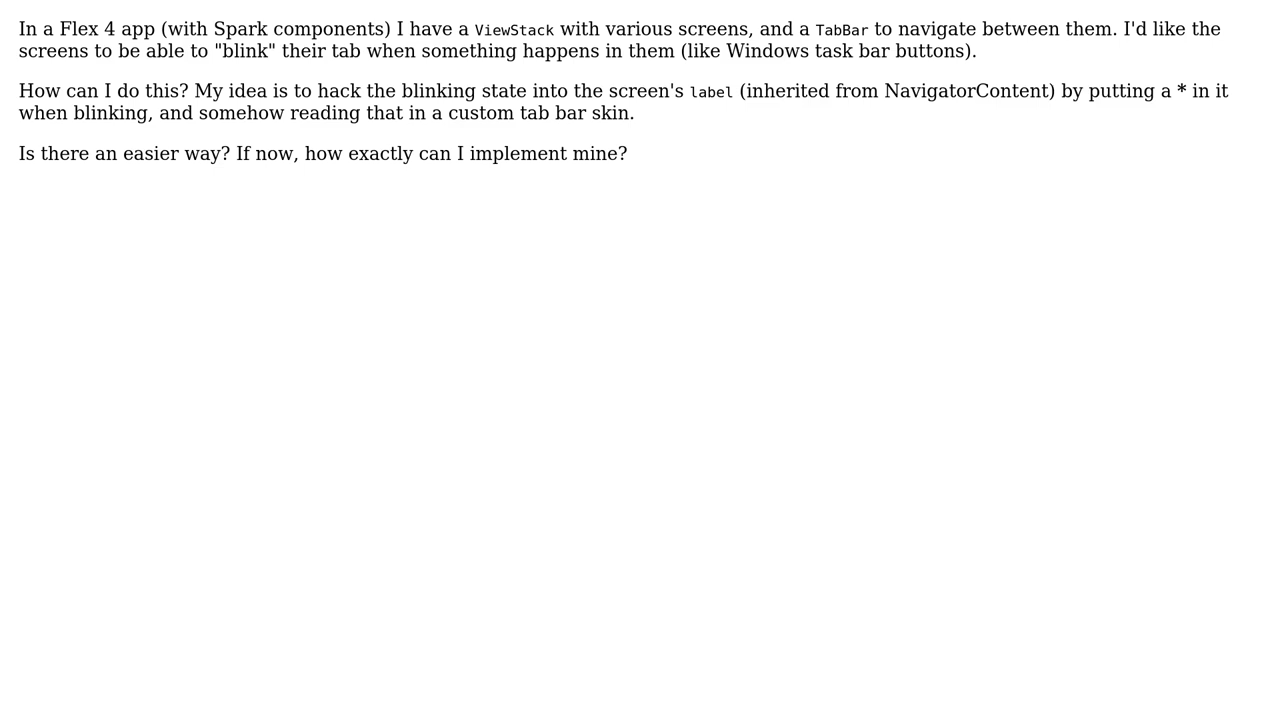 In a Flex 4 app (with Spark components) I have a ViewStack with various screens, and a TabBar to navigate between them. I'd like the
screens to be able to "blink" their tab when something happens in them (like Windows task bar buttons).
How can I do this? My idea is to hack the blinking state into the screen's label (inherited from NavigatorContent) by putting a * in it
when blinking, and somehow reading that in a custom tab bar skin.
Is there an easier way? If now, how exactly can I implement mine?